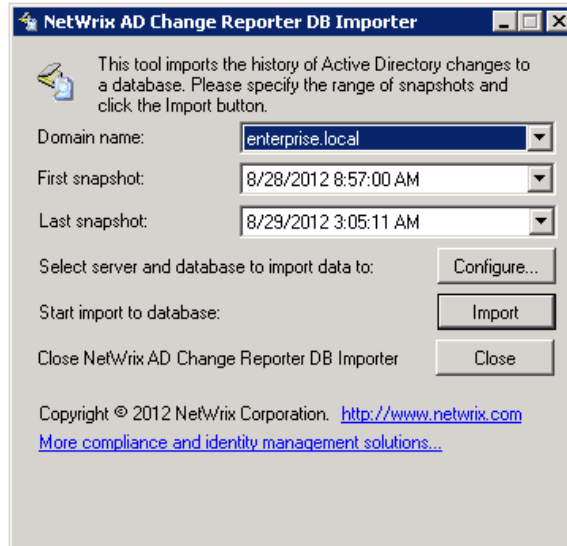 NetWrix AD Change Reporter DB Importer
This tool imports the history of Active Directory changes to
a database. Please specify the range of snapshots and
click the Import button.
Domain name: enterprise.local
First snapshot: 8/28/2012 8:57:00 AM
Last snapshot: 8/29/2012 3:05:11 AM
Select server and database to import data to: Configure...
Start import to database: Import
Close NetWrix AD Change Reporter DB Importer Close
Copyright © 2012 NetWrix Corporation. http://www.netwrix.com
More compliance and identity management solutions...